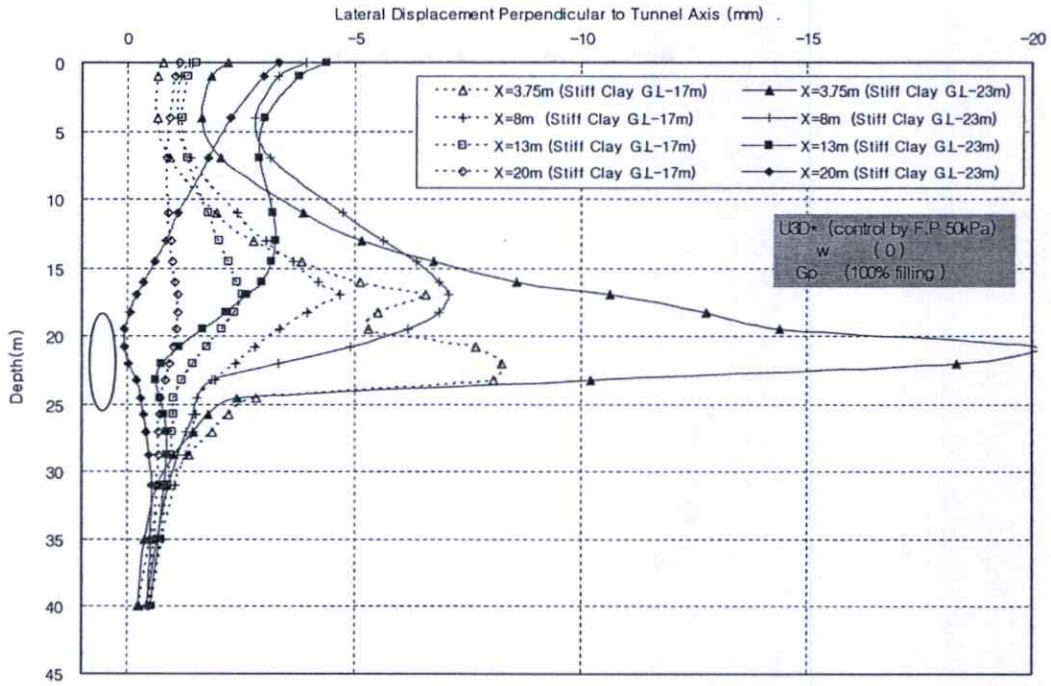 Lateral Displacement Perpendicular to Tunnel Axis (mm) .
0 -5 -10 -15 -20
0
5
10
15
20
25
30
35
40
45
Depth(m)
X=3.75m (Stiff Clay G.L-17m) X=3.75m (Stiff Clay G.L-23m)
X=8m (Stiff Clay G.L-17m) X=8m (Stiff Clay G.L-23m)
X=13m (Stiff Clay G.L-17m) X=13m (Stiff Clay G.L-23m)
X=20m (Stiff Clay G.L-17m) X=20m (Stiff Clay G.L-23m)
U3D* (control by F.P 50kPa)
w (0)
Gp (100% filling)